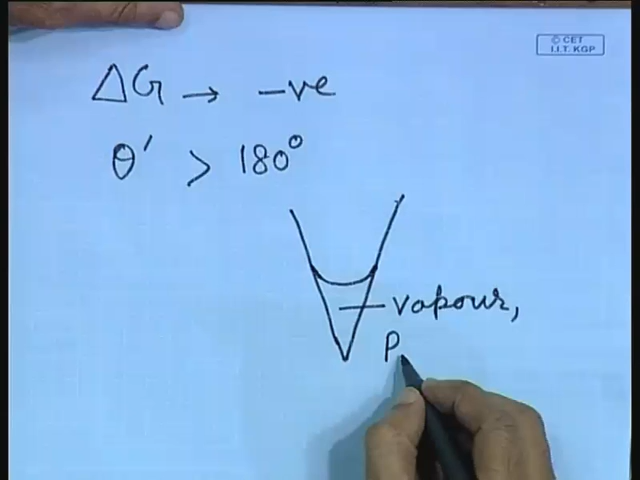 © CET
I.I.T. KGP
ΔG → -ve
θ' > 180°
vapour,
p